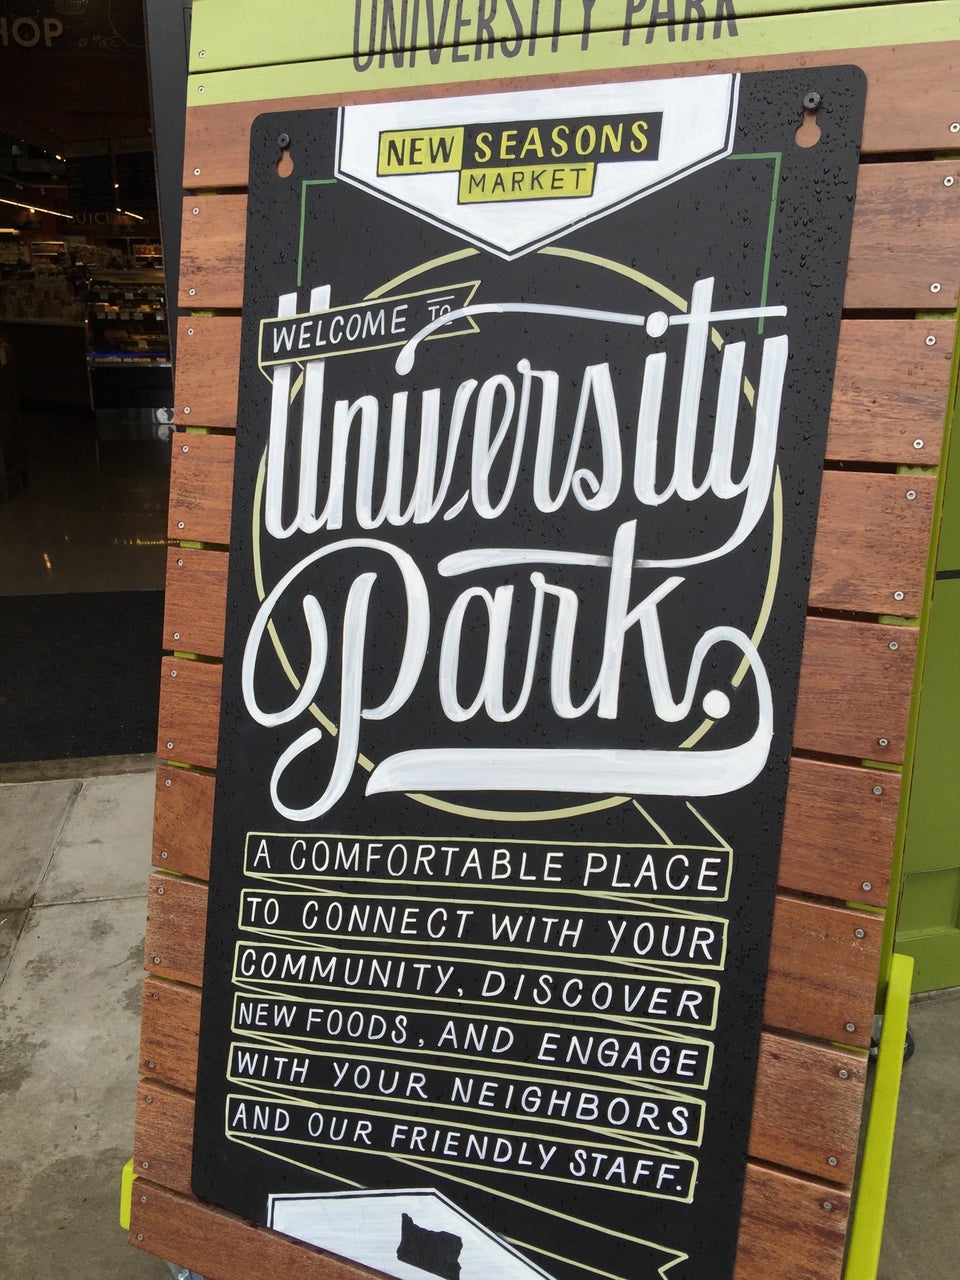 HOP
UNIVERSITY PARK
NEW SEASONS
MARKET
WELCOME TO
University
Park.
A COMFORTABLE PLACE
TO CONNECT WITH YOUR
COMMUNITY, DISCOVER
NEW FOODS, AND ENGAGE
WITH YOUR NEIGHBORS
AND OUR FRIENDLY STAFF.